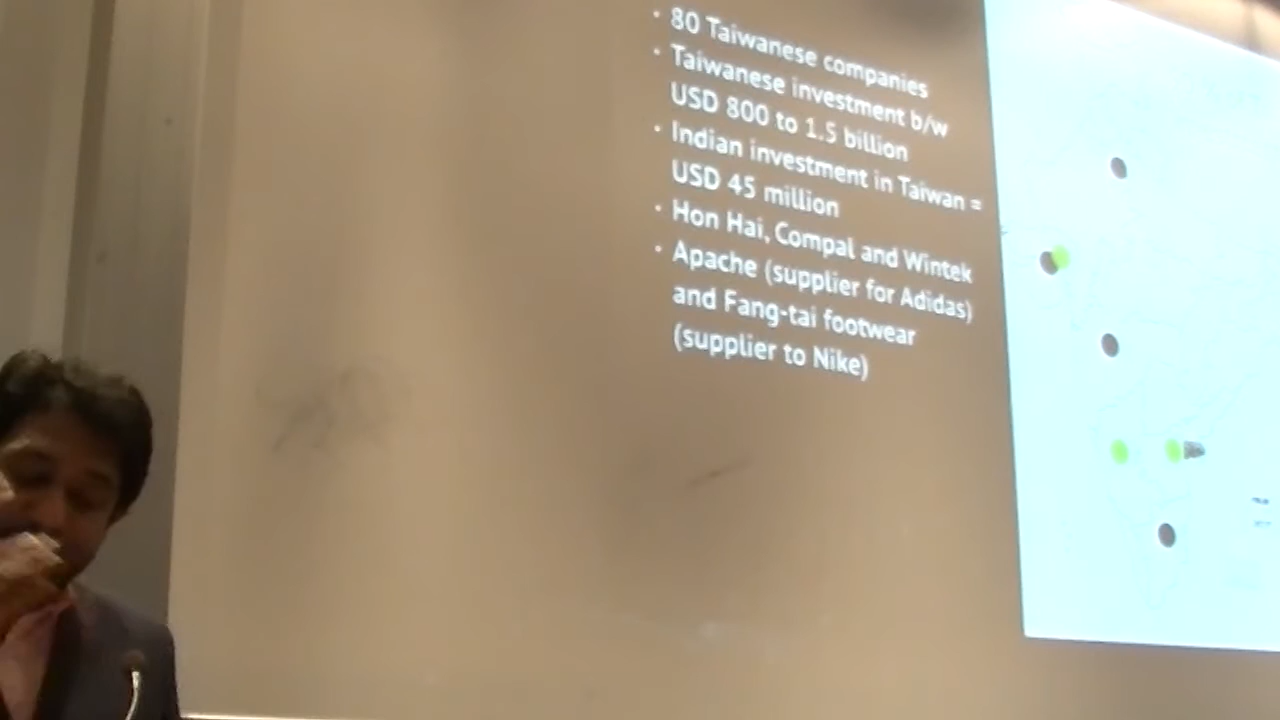 • 80 Taiwanese companies
• Taiwanese investment b/w
USD 800 to 1.5 billion
• Indian investment in Taiwan =
USD 45 million
• Hon Hai, Compal and Wintek
• Apache (supplier for Adidas)
and Fang-tai footwear
(supplier to Nike)